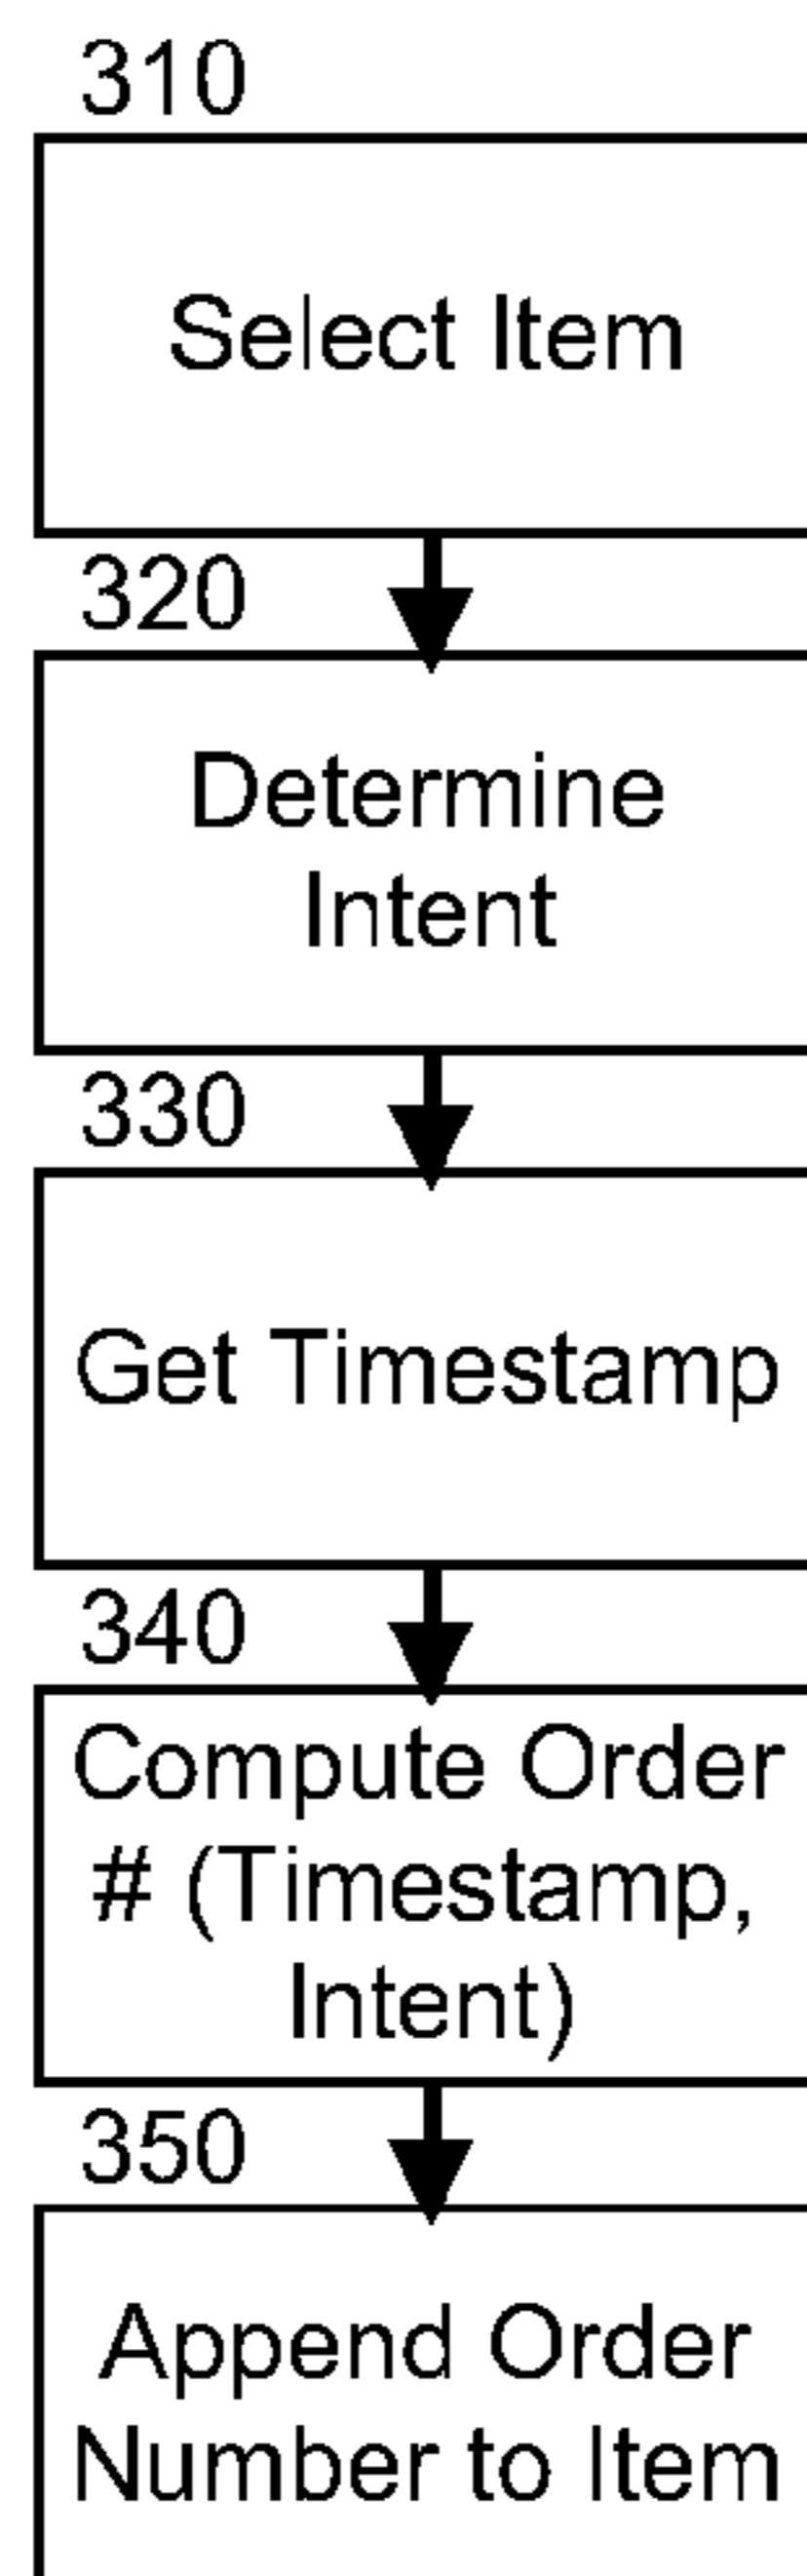 310
Select Item
320
Determine
Intent
330
Get Timestamp
340
Compute Order
# (Timestamp,
Intent)
350
Append Order
Number to Item